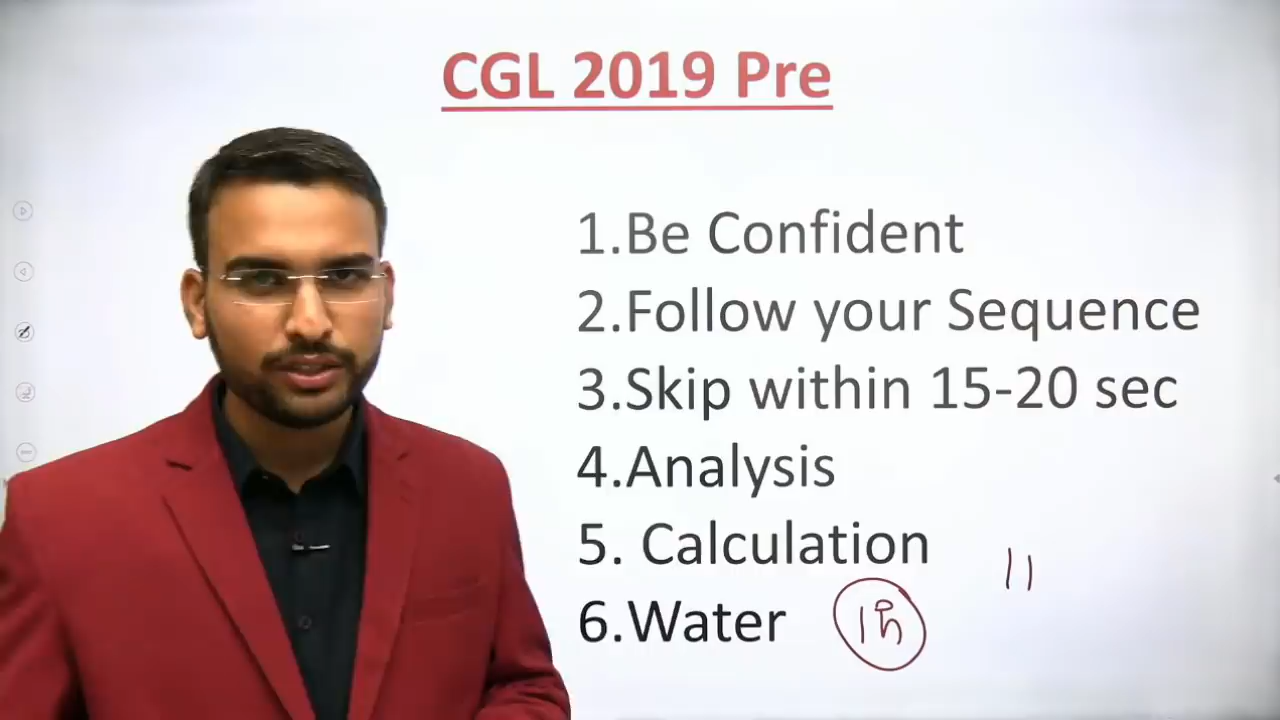 CGL 2019 Pre
1.Be Confident
2.Follow your Sequence
3.Skip within 15-20 sec
4.Analysis
5. Calculation
6.Water